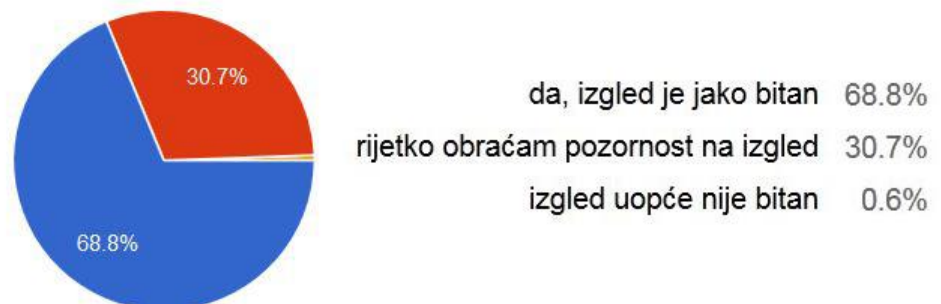 30.7%
68.8%
da, izgled je jako bitan 68.8%
rijetko obraćam pozornost na izgled 30.7%
izgled uopće nije bitan 0.6%